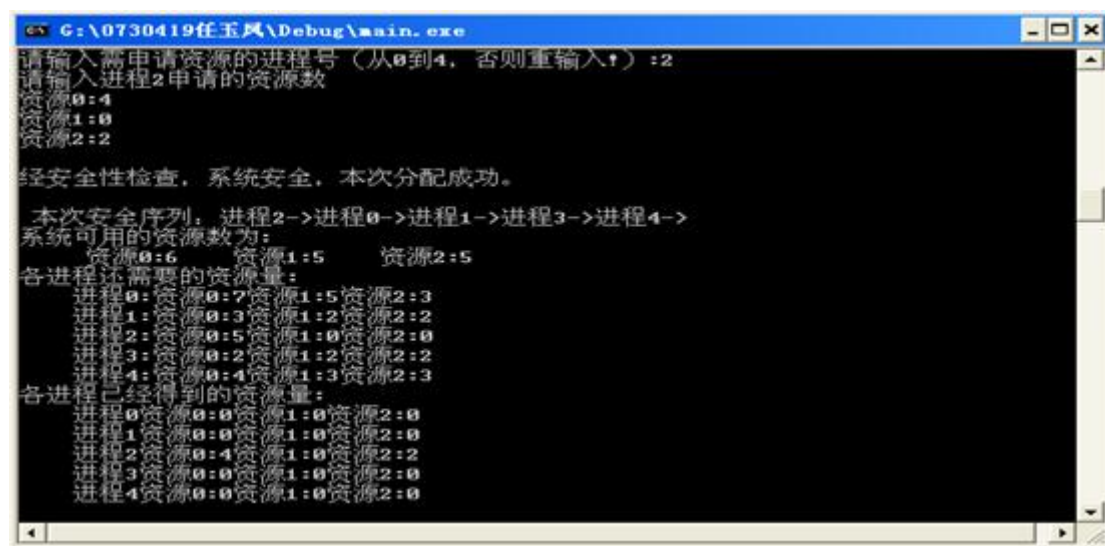 G:\0730419任玉凤\Debug\main.exe
请输入需申请资源的进程号（从0到4，否则重输入!）:2
请输入进程2申请的资源数
资源0:4
资源1:0
资源2:2
经安全性检查，系统安全，本次分配成功。
本次安全序列：进程2->进程0->进程1->进程3->进程4->
系统可用的资源数为:
资源0:6 资源1:5 资源2:5
各进程还需要的资源量:
进程0:资源0:7资源1:5资源2:3
进程1:资源0:3资源1:2资源2:2
进程2:资源0:5资源1:0资源2:0
进程3:资源0:2资源1:2资源2:2
进程4:资源0:4资源1:3资源2:3
各进程已经得到的资源量:
进程0资源0:0资源1:0资源2:0
进程1资源0:0资源1:0资源2:0
进程2资源0:4资源1:0资源2:2
进程3资源0:0资源1:0资源2:0
进程4资源0:0资源1:0资源2:0